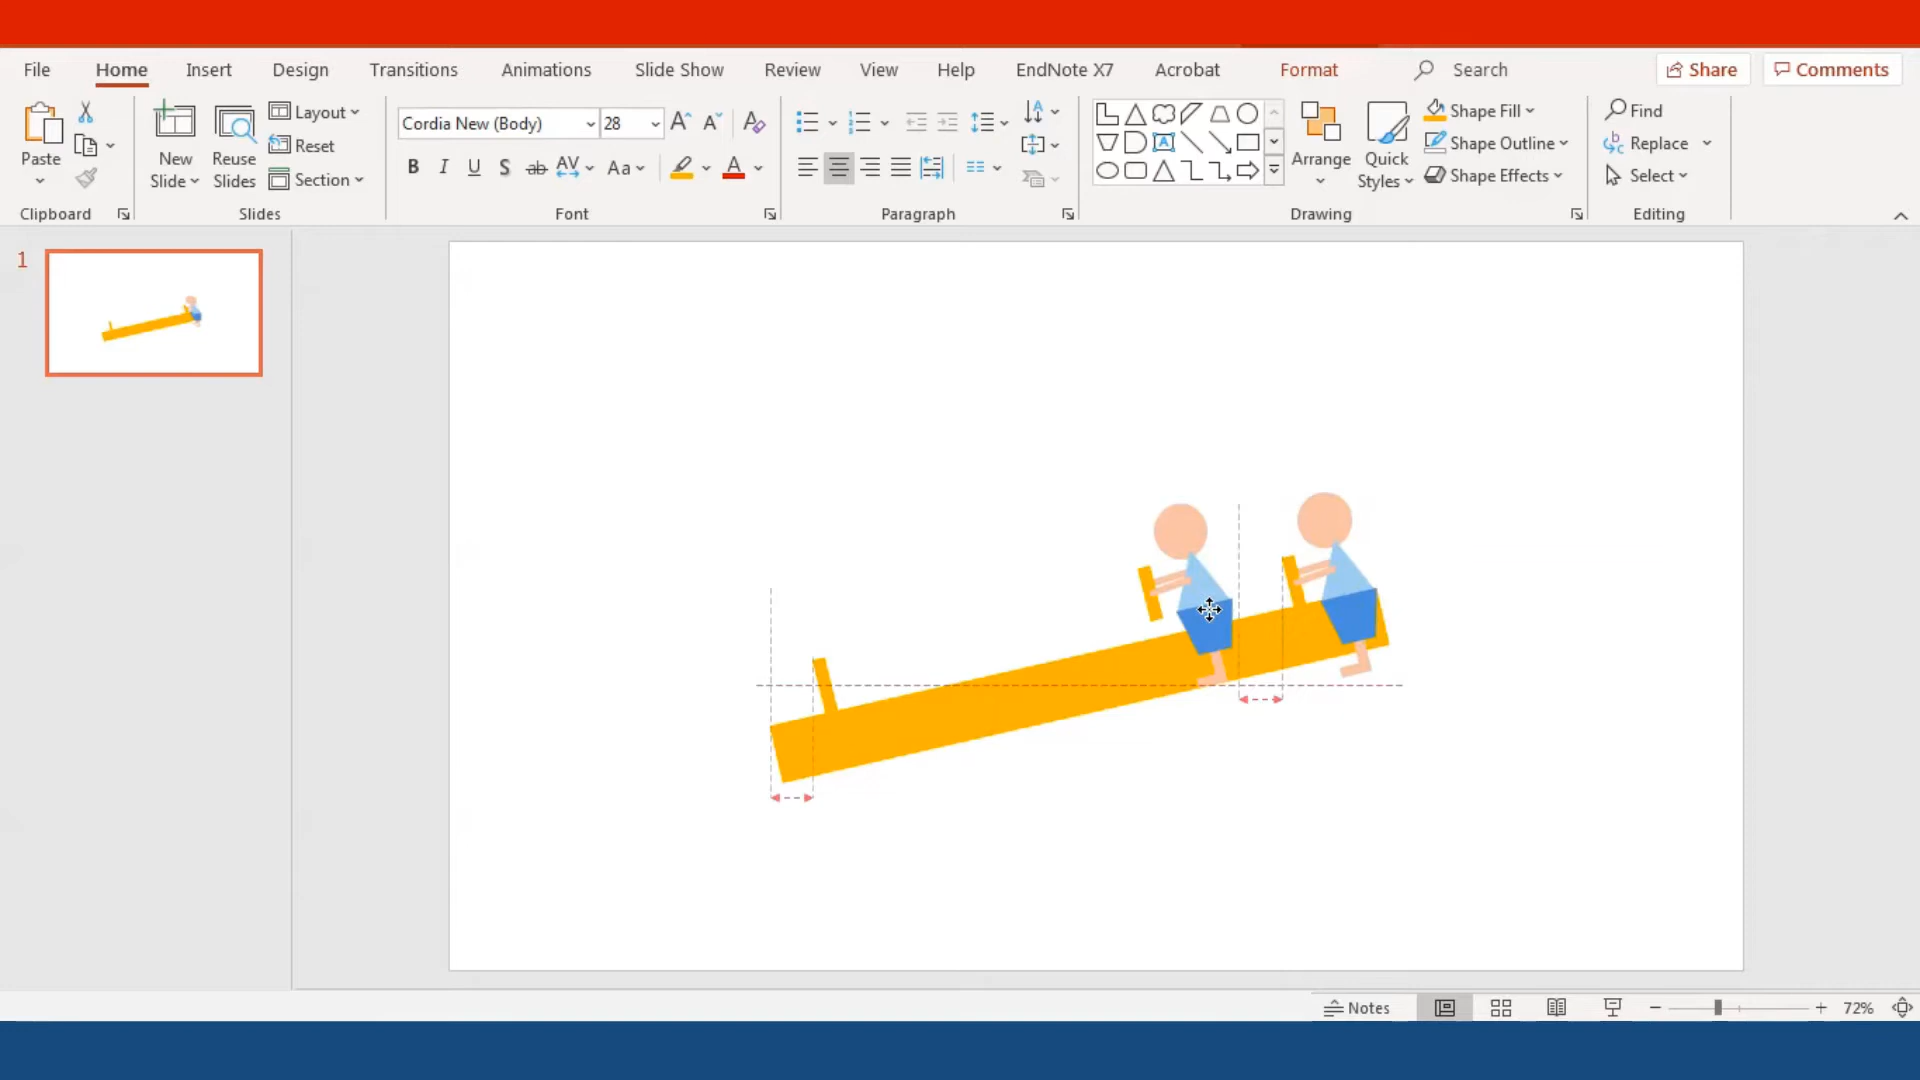 File Home Insert Design Transitions Animations Slide Show Review View Help EndNote X7 Acrobat Format Search Share Comments
Paste
New Slide
Reuse Slides
Layout
Reset
Section
Cordia New (Body) 28
B I U S ab AV Aa A
Arrange
Quick Styles
Shape Fill
Shape Outline
Shape Effects
Find
Replace
Select
Clipboard Slides Font Paragraph Drawing Editing
1
Notes 72%